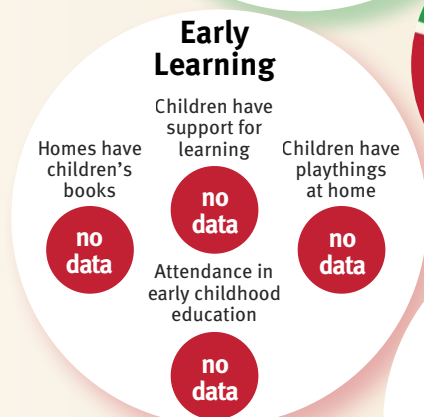 Early
Learning
Children have
support for
learning
no
data
Homes have
children's
books
no
data
Children have
playthings
at home
no
data
Attendance in
early childhood
education
no
data